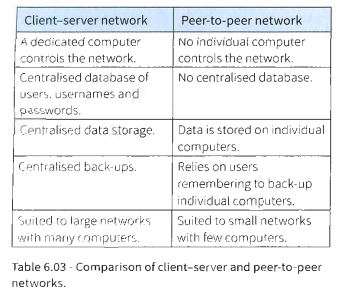 Client–server network
Peer-to-peer network
A dedicated computer
controls the network.
No individual computer
controls the network.
Centralised database of
users, usernames and
passwords.
No centralised database.
Centralised data storage.
Data is stored on individual
computers.
Centralised back-ups.
Relies on users
remembering to back-up
individual computers.
Suited to large networks
with many computers.
Suited to small networks
with few computers.
Table 6.03 - Comparison of client–server and peer-to-peer
networks.